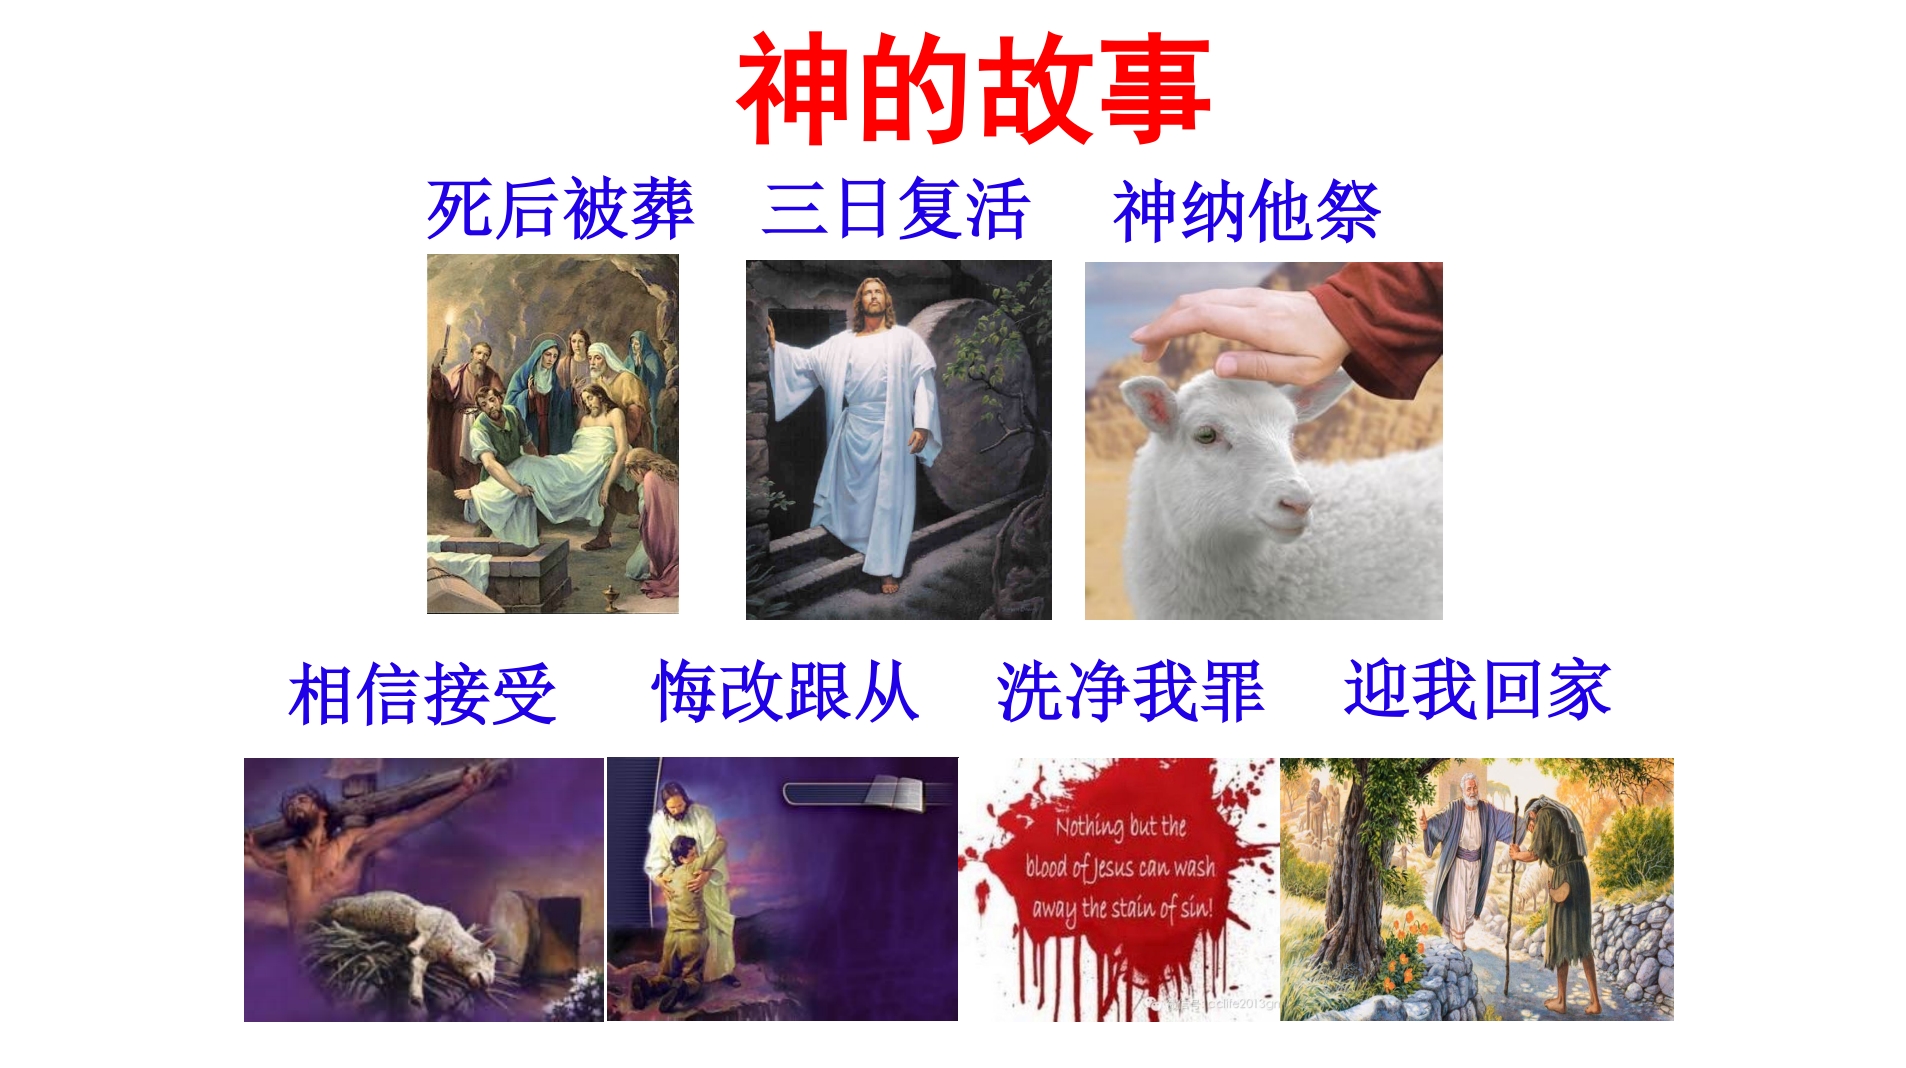 神的故事
死后被葬 三日复活 神纳他祭
相信接受 悔改跟从 洗净我罪 迎我回家
Nothing but the
blood of Jesus can wash
away the stain of sin!